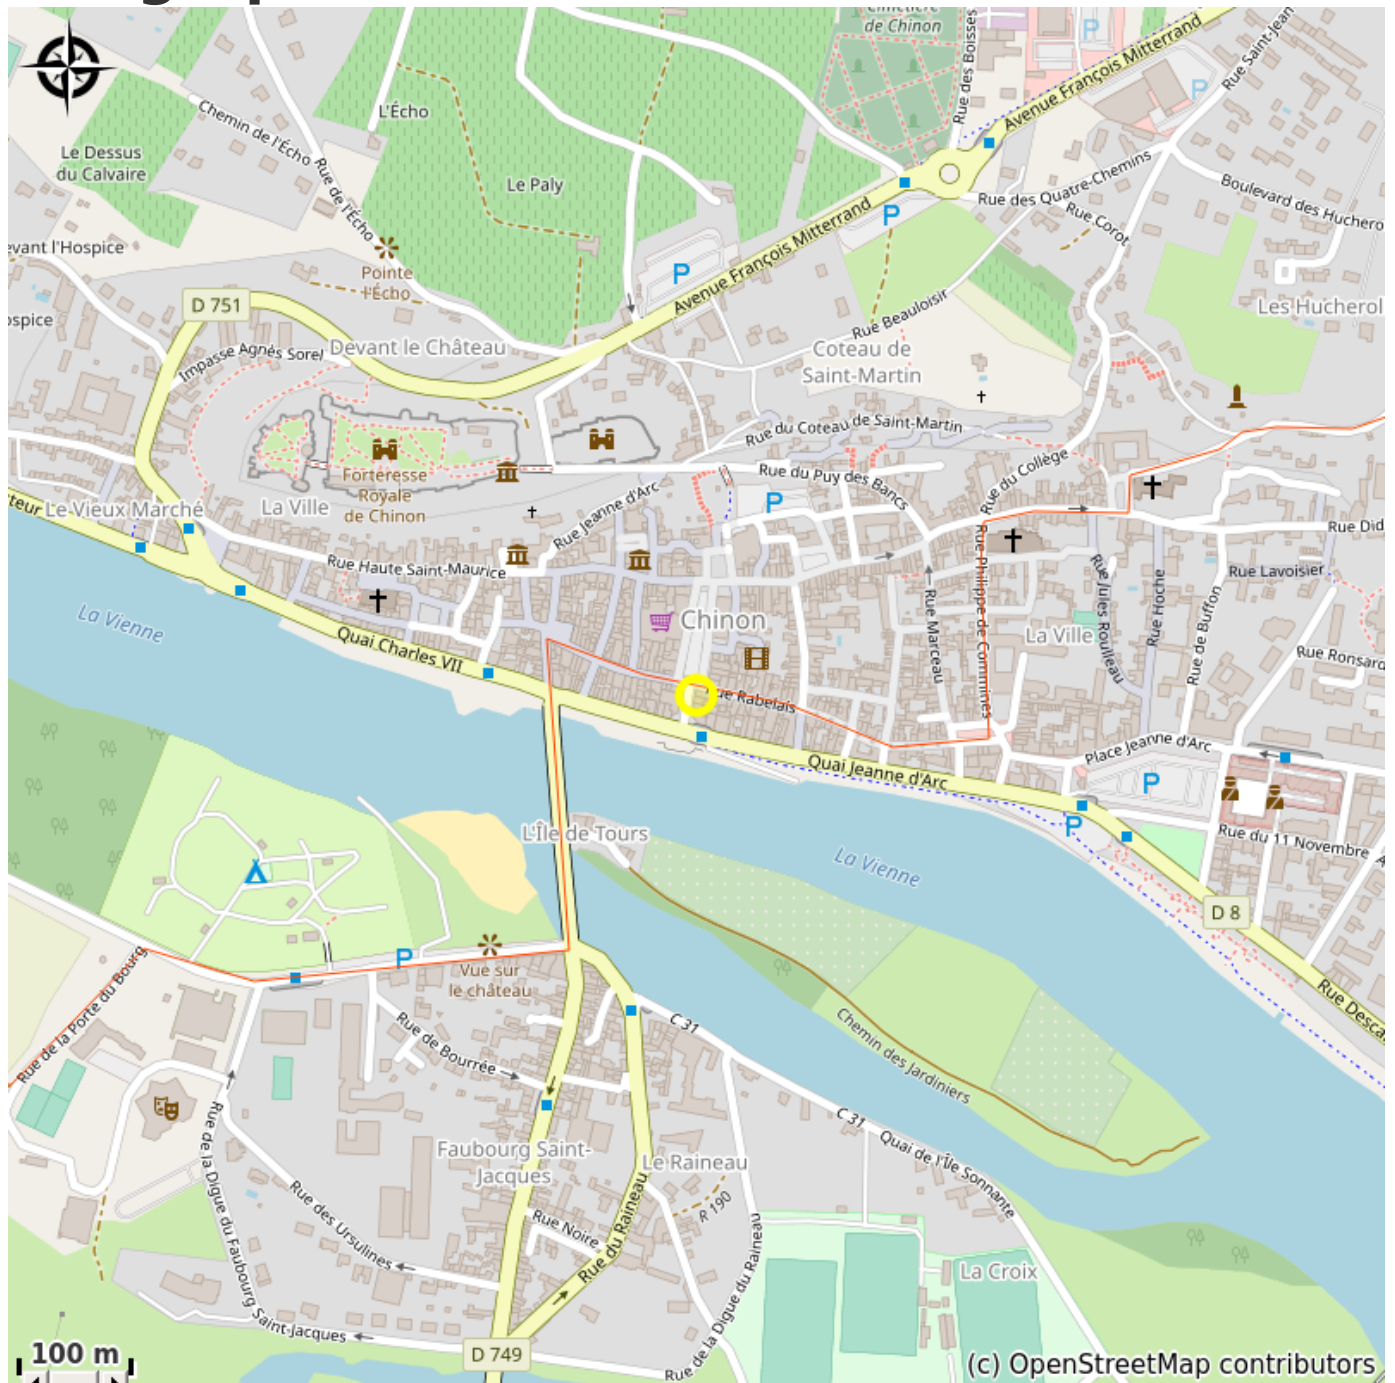 Cimetière
de Chinon
Rue des Boisses
Avenue François Mitterrand
Rue Saint-Jean
P
P
L'Écho
Chemin de l'Écho
Le Dessus
du Calvaire
Rue de l'Écho
Le Paly
Rue des Quatre-Chemins
Boulevard des Huchero
Rue Corot
P
Avenue François Mitterrand
evant l'Hospice
Pointe
l'Écho
P
D 751
ospice
Rue Beauloisir
Les Hucherol
Impasse Agnès Sorel
Devant le Château
Coteau de
Saint-Martin
Rue du Coteau de Saint-Martin
Forteresse
Royale
de Chinon
Rue du Puy des Bancs
Rue du Collège
P
cteur
Le Vieux Marché
La Ville
Rue Jeanne d'Arc
Rue Did
Rue Haute Saint-Maurice
Rue Philippe de Commines
Rue Marceau
Rue Jules Roulleau
Rue Hoche
Rue Lavoisier
Rue de Buffon
La Vienne
Quai Charles VII
Chinon
La Ville
Rue Ronsard
ue Rabelais
Quai Jeanne d'Arc
Place Jeanne d'Arc
P
P
Rue du 11 Novembre
A
L'Île de Tours
La Vienne
D 8
Rue Desca
P
Vue sur
le château
Rue de la Porte du Bourg
C 31
Rue de Bourrée
Chemin des Jardiniers
C 31
Quai de l'Île Sonnante
Faubourg Saint-
Jacques
Le Raineau
R 190
Rue de la Digue du Faubourg Saint-Jacques
Rue des Ursulines
Rue Noire
Rue du Raineau
Rue de la Digue du Raineau
La Croix
D 749
100 m
(c) OpenStreetMap contributors